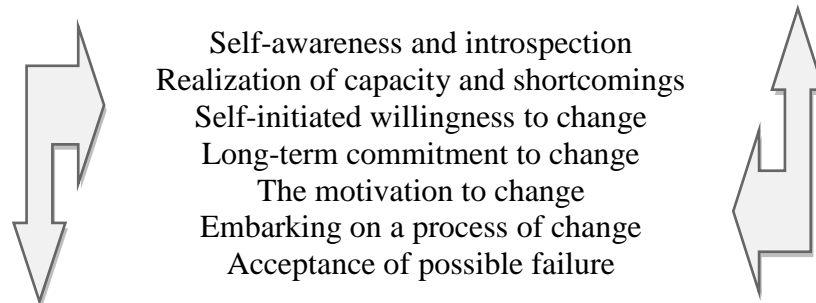 Self-awareness and introspection
Realization of capacity and shortcomings
Self-initiated willingness to change
Long-term commitment to change
The motivation to change
Embarking on a process of change
Acceptance of possible failure